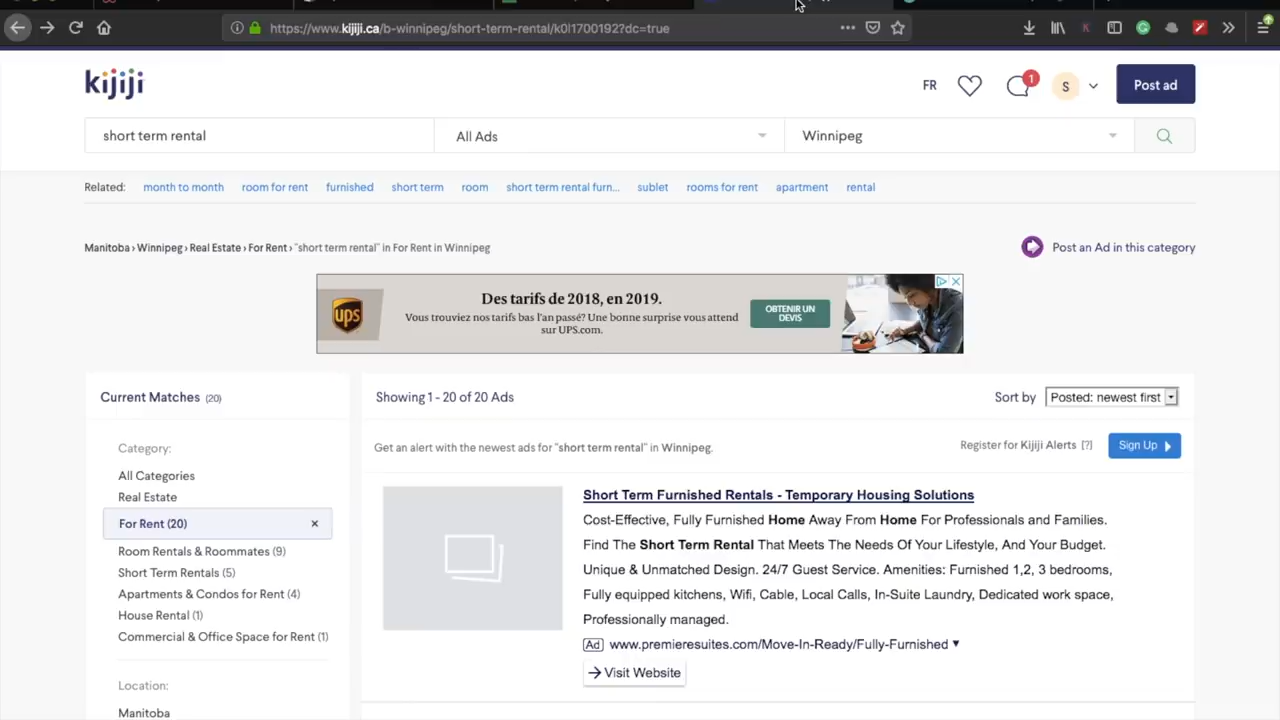 https://www.kijiji.ca/b-winnipeg/short-term-rental/k0l1700192?dc=true
kijiji
FR
1
S
Post ad
short term rental
All Ads
Winnipeg
Related: month to month room for rent furnished short term room short term rental furn... sublet rooms for rent apartment rental
Manitoba › Winnipeg › Real Estate › For Rent › "short term rental" in For Rent in Winnipeg
Post an Ad in this category
ups
Des tarifs de 2018, en 2019.
Vous trouviez nos tarifs bas l'an passé? Une bonne surprise vous attend
sur UPS.com.
OBTENIR UN
DEVIS
Current Matches (20)
Category:
All Categories
Real Estate
For Rent (20) ×
Room Rentals & Roommates (9)
Short Term Rentals (5)
Apartments & Condos for Rent (4)
House Rental (1)
Commercial & Office Space for Rent (1)
Location:
Manitoba
Showing 1 - 20 of 20 Ads
Sort by Posted: newest first
Get an alert with the newest ads for "short term rental" in Winnipeg.
Register for Kijiji Alerts [?]
Sign Up
Short Term Furnished Rentals - Temporary Housing Solutions
Cost-Effective, Fully Furnished Home Away From Home For Professionals and Families.
Find The Short Term Rental That Meets The Needs Of Your Lifestyle, And Your Budget.
Unique & Unmatched Design. 24/7 Guest Service. Amenities: Furnished 1,2, 3 bedrooms,
Fully equipped kitchens, Wifi, Cable, Local Calls, In-Suite Laundry, Dedicated work space,
Professionally managed.
Ad www.premieresuites.com/Move-In-Ready/Fully-Furnished
Visit Website